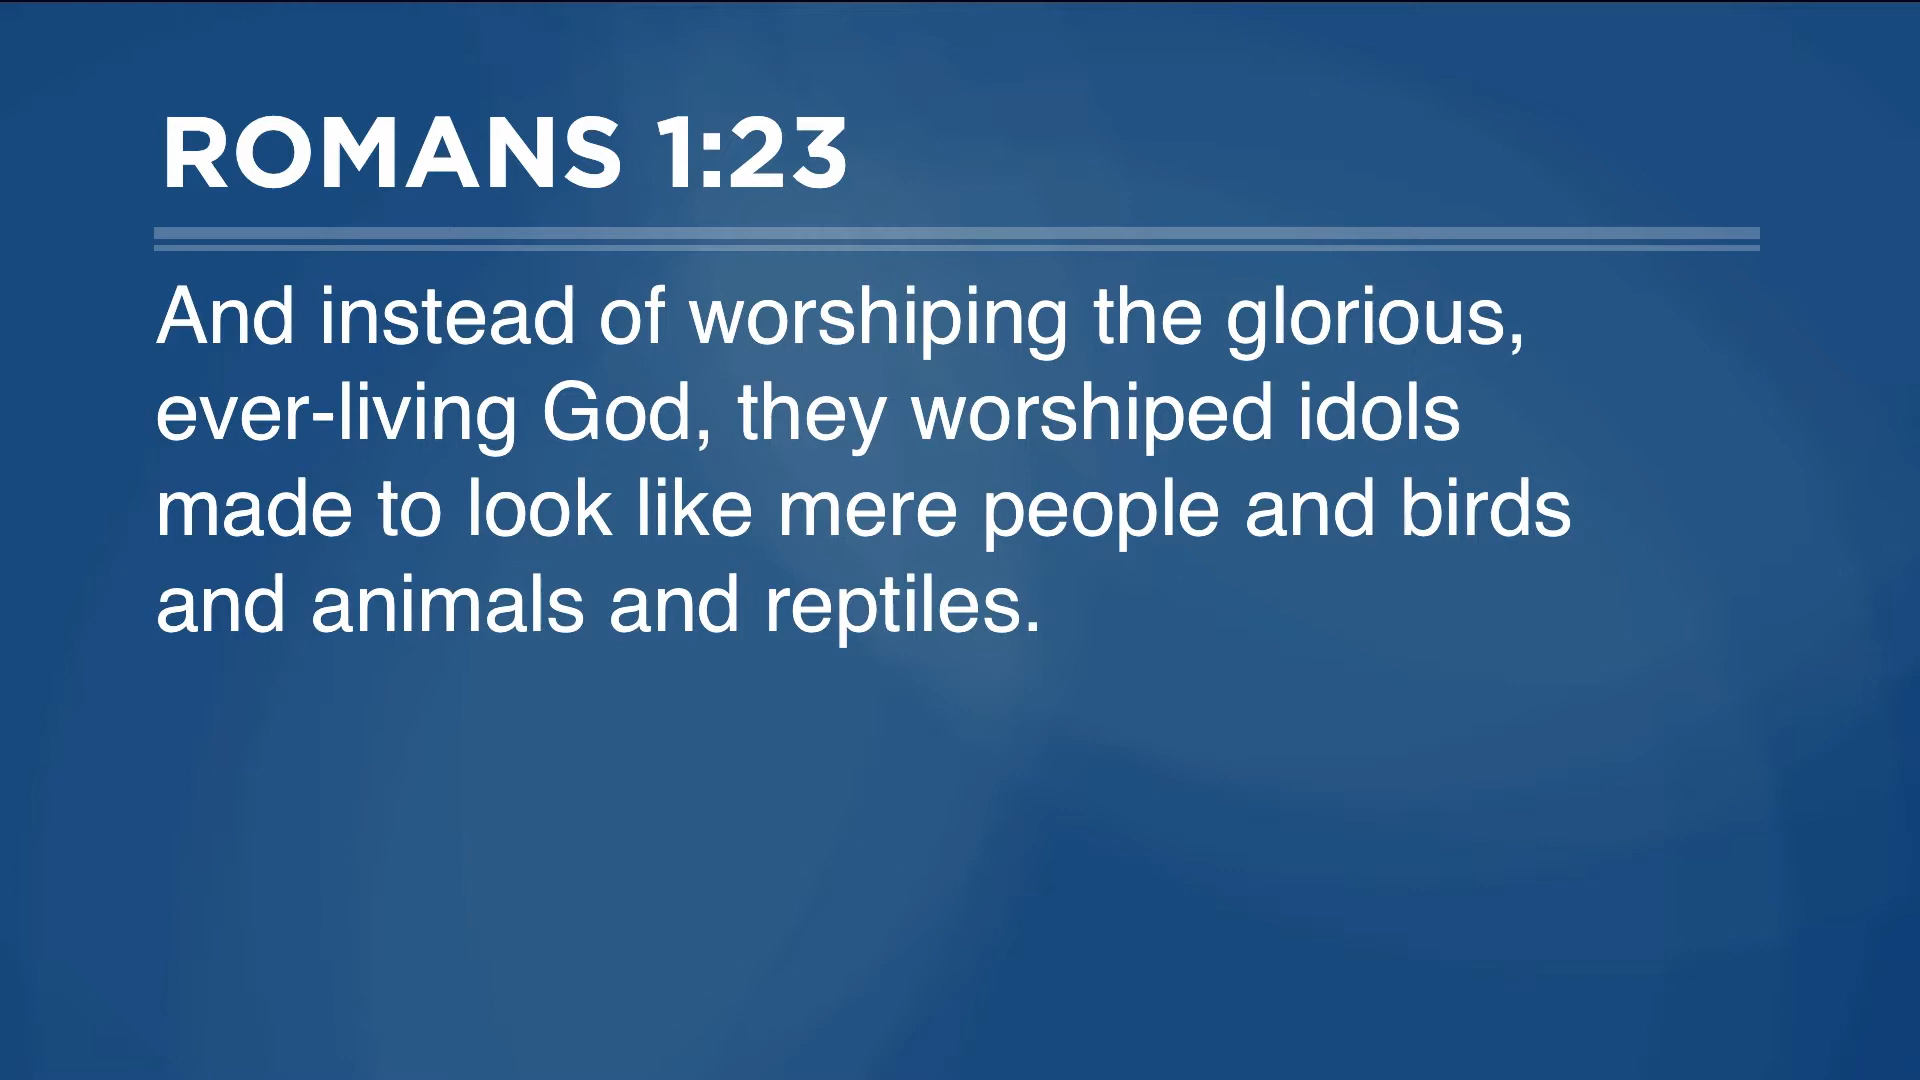 ROMANS 1:23
And instead of worshiping the glorious,
ever-living God, they worshiped idols
made to look like mere people and birds
and animals and reptiles.